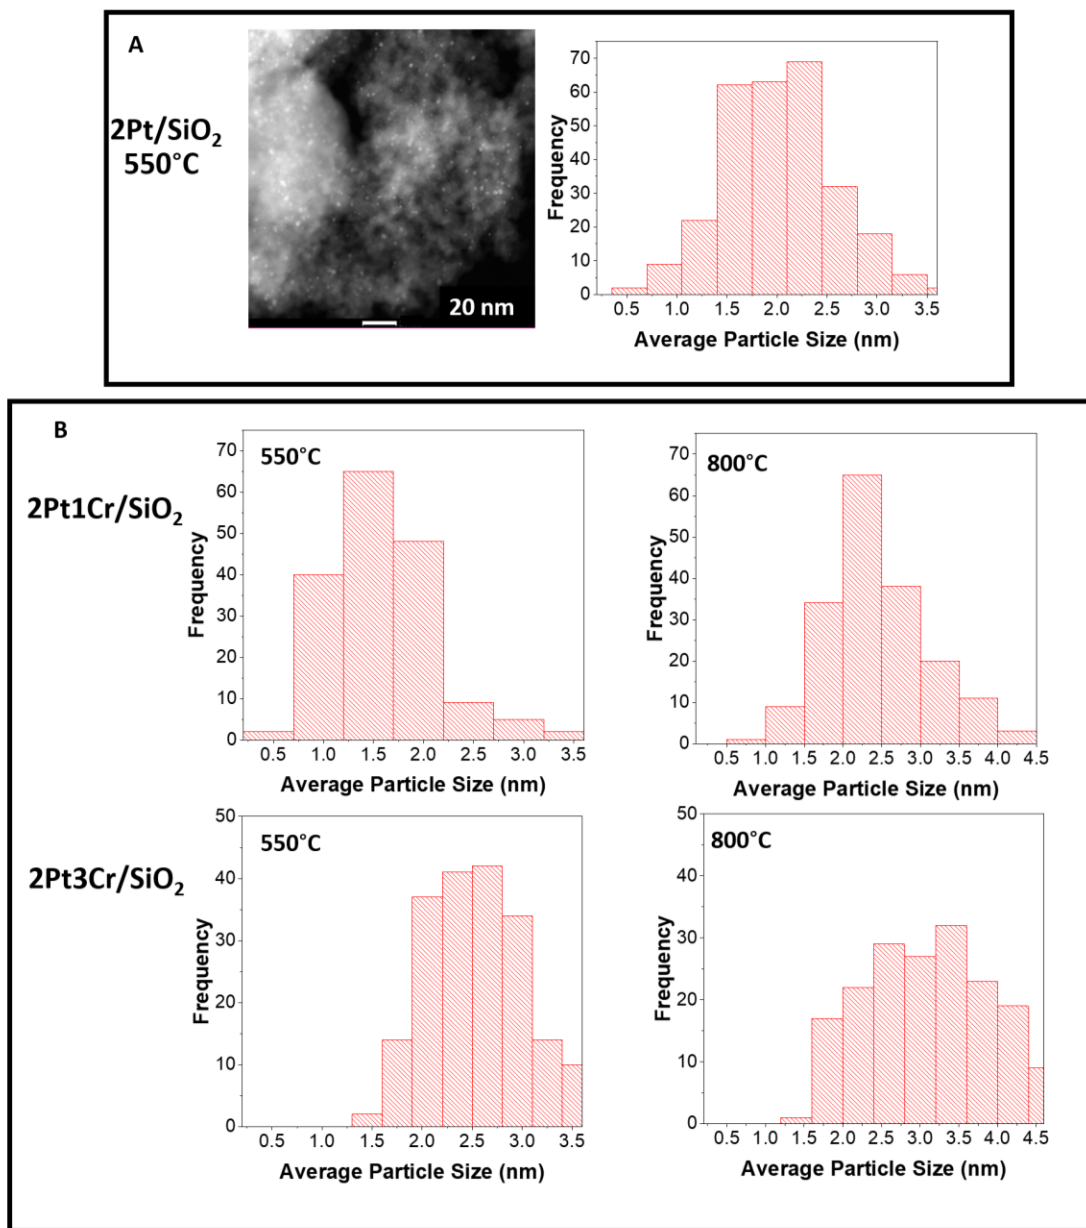 A
2Pt/SiO₂
550°C
20 nm
Frequency
70
60
50
40
30
20
10
0
0.5 1.0 1.5 2.0 2.5 3.0 3.5
Average Particle Size (nm)
B
2Pt1Cr/SiO₂
550°C
Frequency
70
60
50
40
30
20
10
0
0.5 1.0 1.5 2.0 2.5 3.0 3.5
Average Particle Size (nm)
800°C
Frequency
70
60
50
40
30
20
10
0
0.5 1.0 1.5 2.0 2.5 3.0 3.5 4.0 4.5
Average Particle Size (nm)
2Pt3Cr/SiO₂
550°C
Frequency
50
40
30
20
10
0
0.5 1.0 1.5 2.0 2.5 3.0 3.5
Average Particle Size (nm)
800°C
Frequency
50
40
30
20
10
0
0.5 1.0 1.5 2.0 2.5 3.0 3.5 4.0 4.5
Average Particle Size (nm)